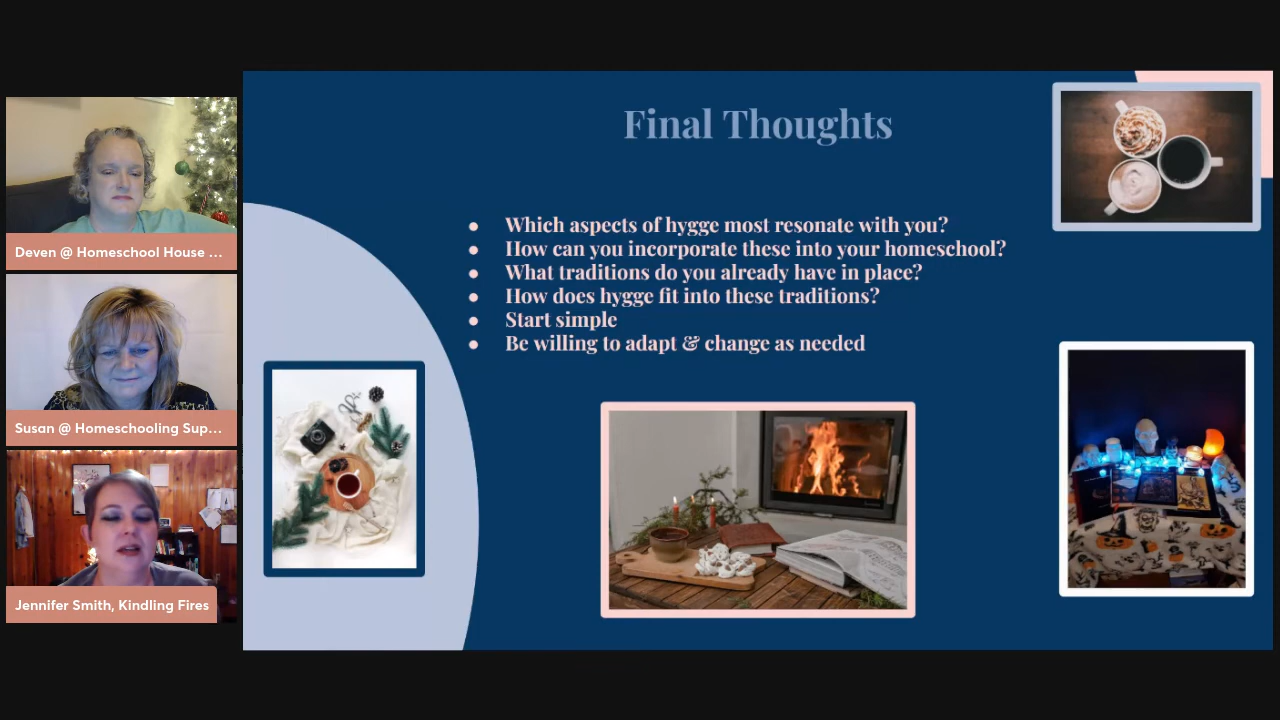 Final Thoughts
● Which aspects of hygge most resonate with you?
● How can you incorporate these into your homeschool?
● What traditions do you already have in place?
● How does hygge fit into these traditions?
● Start simple
● Be willing to adapt & change as needed
Deven @ Homeschool House ...
Susan @ Homeschooling Sup...
Jennifer Smith, Kindling Fires